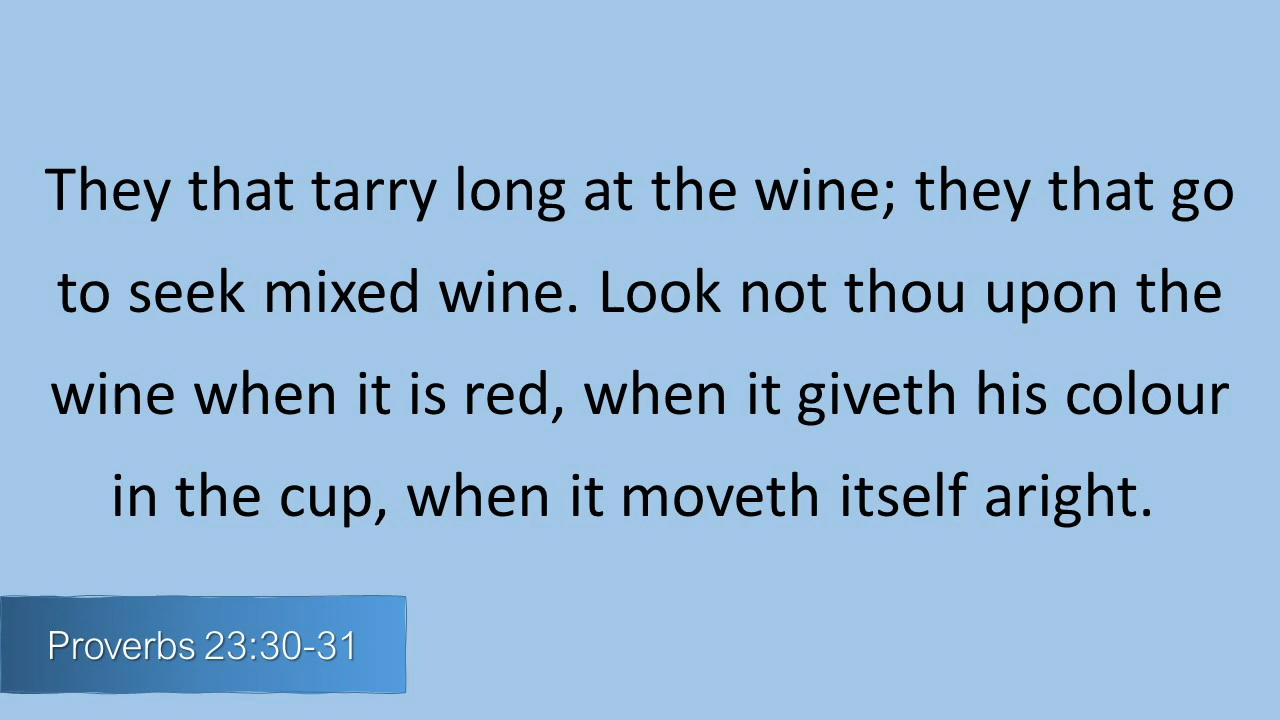 They that tarry long at the wine; they that go
to seek mixed wine. Look not thou upon the
wine when it is red, when it giveth his colour
in the cup, when it moveth itself aright.
Proverbs 23:30-31